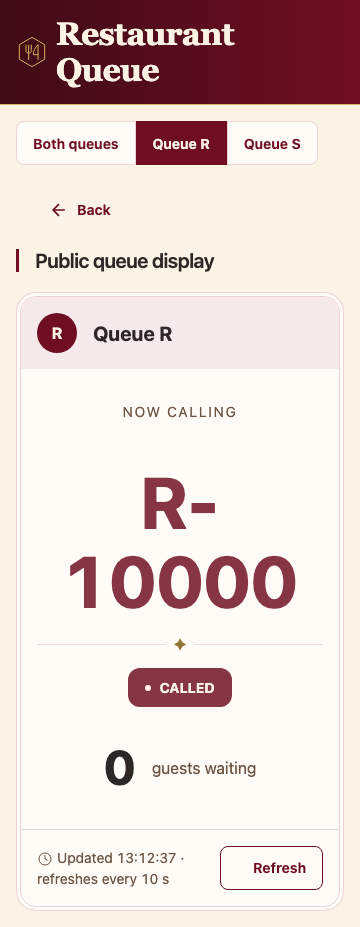 Restaurant
Queue
Both queues
Queue R
Queue S
← Back
Public queue display
R
Queue R
NOW CALLING
R-
10000
CALLED
0 guests waiting
Updated 13:12:37 ·
refreshes every 10 s
Refresh